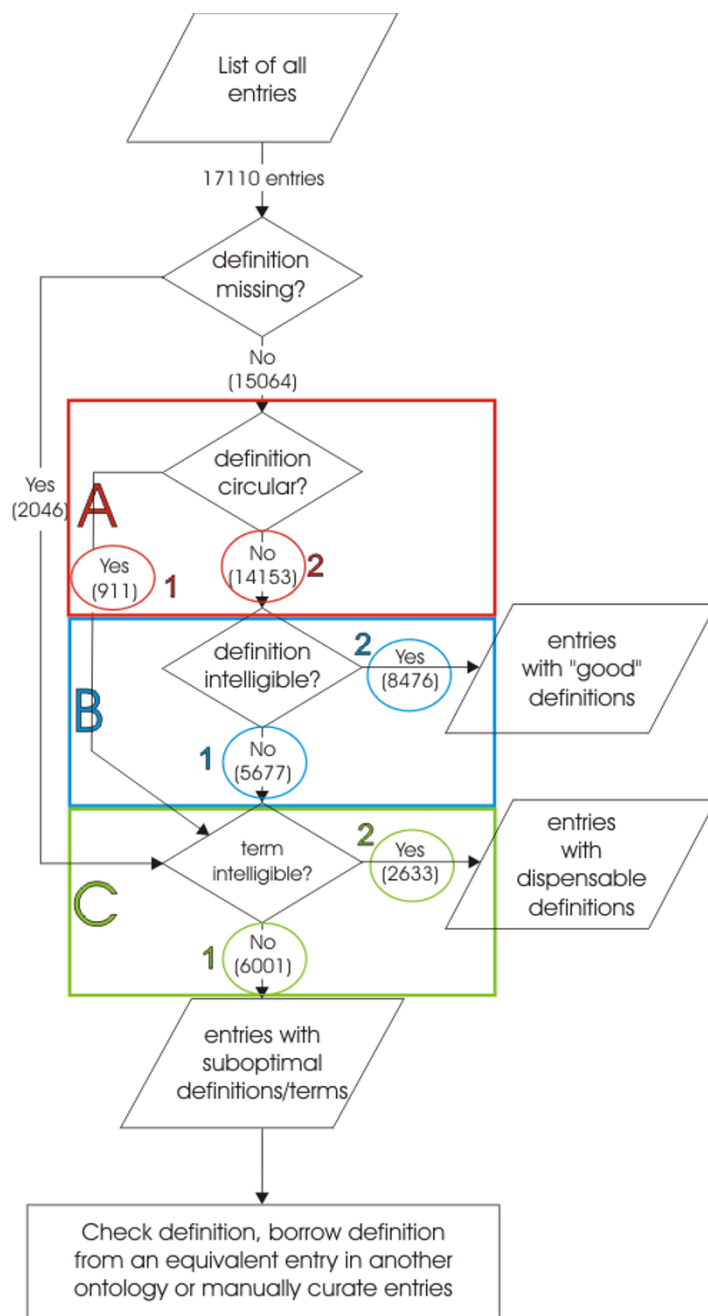 List of all
entries
17110 entries
definition
missing?
No
(15064)
Yes
(2046)
A
definition
circular?
Yes
(911)
1
No
(14153)
2
B
definition
intelligible?
2
Yes
(8476)
entries
with "good"
definitions
1
No
(5677)
C
term
intelligible?
2
Yes
(2633)
entries
with
dispensable
definitions
1
No
(6001)
entries with
suboptimal
definitions/terms
Check definition, borrow definition
from an equivalent entry in another
ontology or manually curate entries